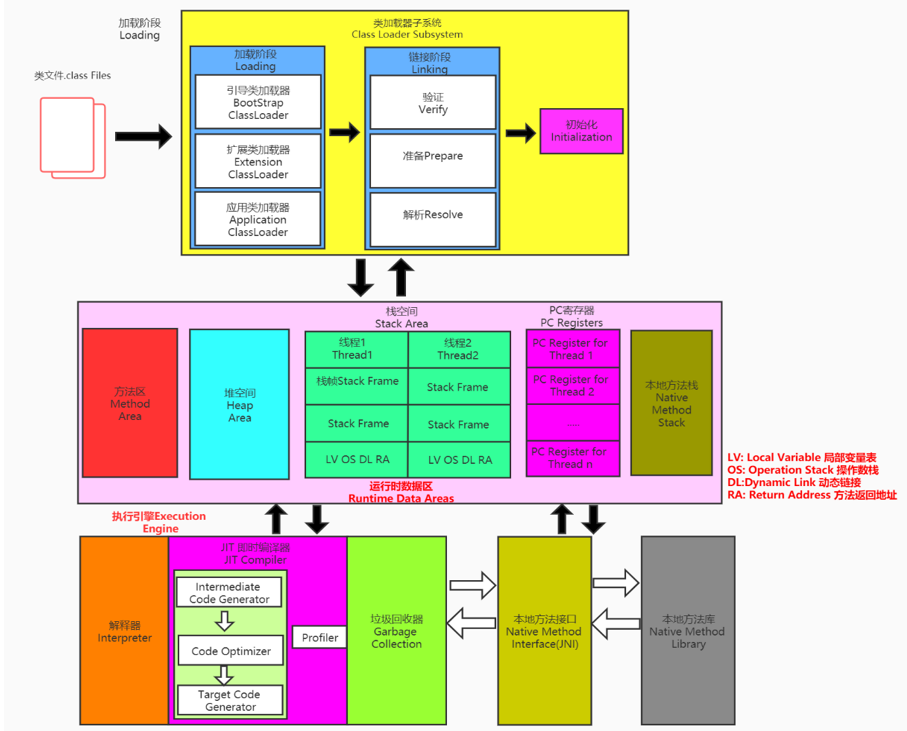 加载阶段
Loading
类加载器子系统
Class Loader Subsystem
类文件.class Files
加载阶段
Loading
引导类加载器
BootStrap
ClassLoader
扩展类加载器
Extension
ClassLoader
应用类加载器
Application
ClassLoader
链接阶段
Linking
验证
Verify
准备Prepare
解析Resolve
初始化
Initialization
栈空间
Stack Area
PC寄存器
PC Registers
方法区
Method
Area
堆空间
Heap
Area
线程1
Thread1
线程2
Thread2
栈帧Stack Frame
Stack Frame
Stack Frame
Stack Frame
LV OS DL RA
LV OS DL RA
PC Register for
Thread 1
PC Register for
Thread 2
.....
PC Register for
Thread n
本地方法栈
Native
Method
Stack
运行时数据区
Runtime Data Areas
LV: Local Variable 局部变量表
OS: Operation Stack 操作数栈
DL:Dynamic Link 动态链接
RA: Return Address 方法返回地址
执行引擎Execution
Engine
解释器
Interpreter
JIT 即时编译器
JIT Compiler
Intermediate
Code Generator
Code Optimizer
Target Code
Generator
Profiler
垃圾回收器
Garbage
Collection
本地方法接口
Native Method
Interface(JNI)
本地方法库
Native Method
Library